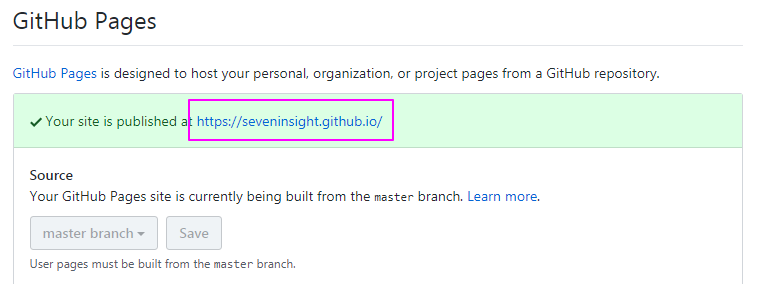 GitHub Pages
GitHub Pages is designed to host your personal, organization, or project pages from a GitHub repository.
✓ Your site is published at https://seveninsight.github.io/
Source
Your GitHub Pages site is currently being built from the master branch. Learn more.
master branch Save
User pages must be built from the master branch.